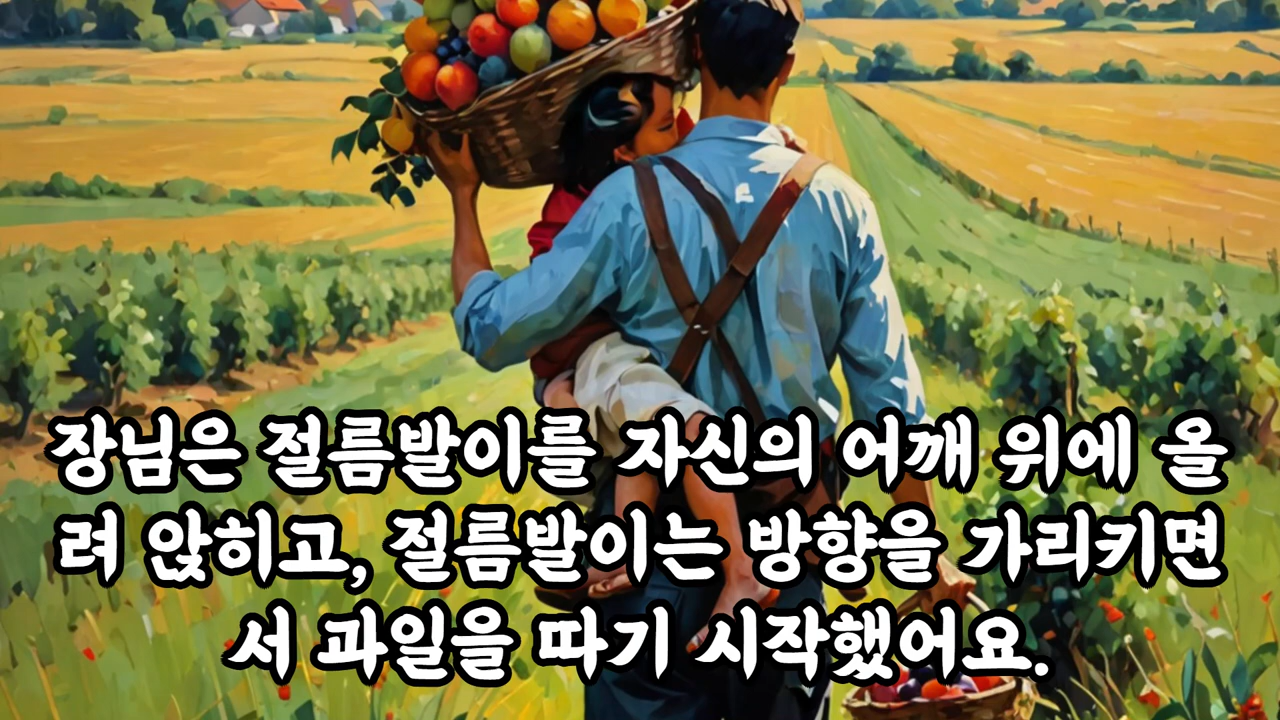 장님은 절름발이를 자신의 어깨 위에 올
려 앉히고, 절름발이는 방향을 가리키면
서 과일을 따기 시작했어요.